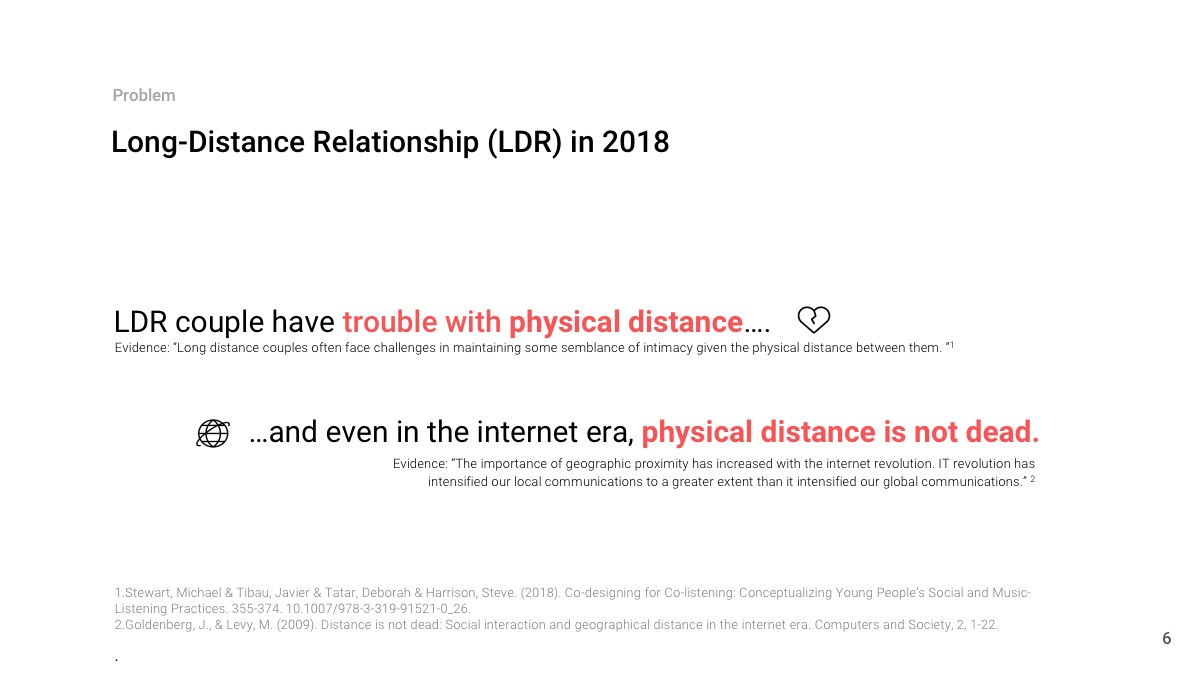 Problem
Long-Distance Relationship (LDR) in 2018
LDR couple have trouble with physical distance….
Evidence: “Long distance couples often face challenges in maintaining some semblance of intimacy given the physical distance between them. ”1
…and even in the internet era, physical distance is not dead.
Evidence: “The importance of geographic proximity has increased with the internet revolution. IT revolution has
intensified our local communications to a greater extent than it intensified our global communications.” 2
1.Stewart, Michael & Tibau, Javier & Tatar, Deborah & Harrison, Steve. (2018). Co-designing for Co-listening: Conceptualizing Young People’s Social and Music-
Listening Practices. 355-374. 10.1007/978-3-319-91521-0_26.
2.Goldenberg, J., & Levy, M. (2009). Distance is not dead: Social interaction and geographical distance in the internet era. Computers and Society, 2, 1-22.
6
.